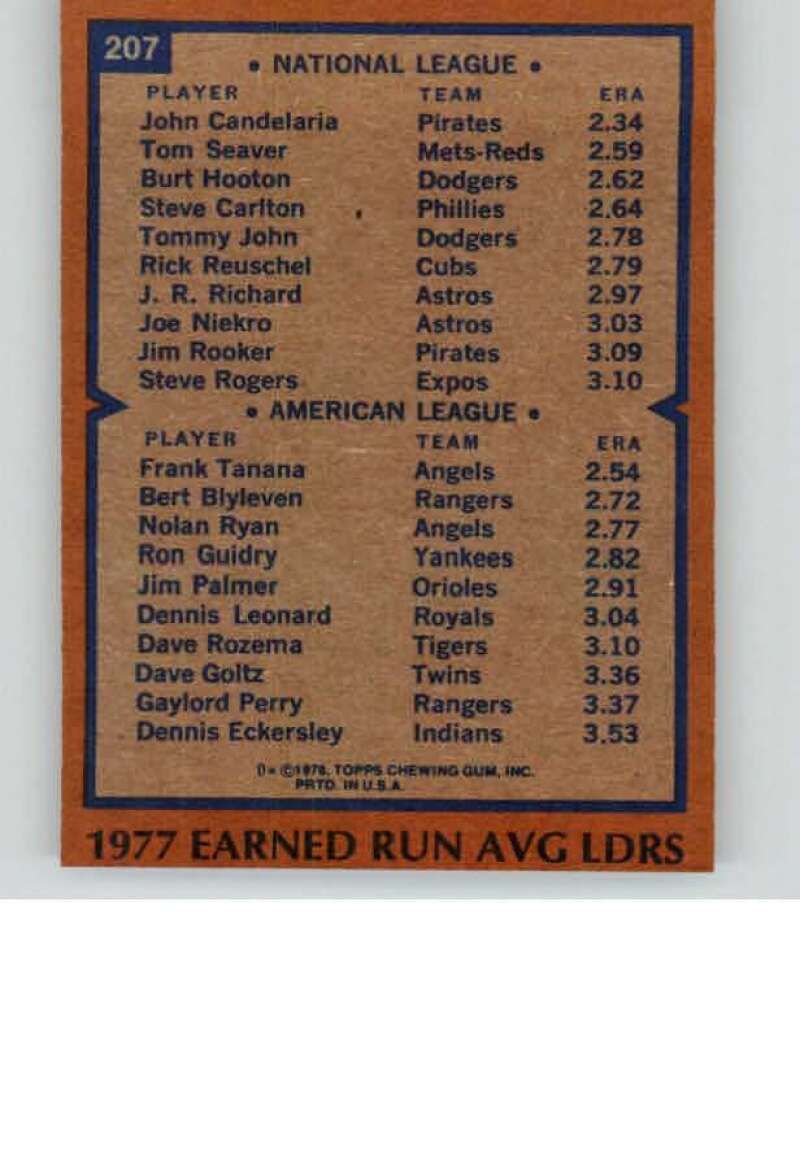 207
• NATIONAL LEAGUE •
PLAYER TEAM ERA
John Candelaria Pirates 2.34
Tom Seaver Mets-Reds 2.59
Burt Hooton Dodgers 2.62
Steve Carlton Phillies 2.64
Tommy John Dodgers 2.78
Rick Reuschel Cubs 2.79
J. R. Richard Astros 2.97
Joe Niekro Astros 3.03
Jim Rooker Pirates 3.09
Steve Rogers Expos 3.10
• AMERICAN LEAGUE •
PLAYER TEAM ERA
Frank Tanana Angels 2.54
Bert Blyleven Rangers 2.72
Nolan Ryan Angels 2.77
Ron Guidry Yankees 2.82
Jim Palmer Orioles 2.91
Dennis Leonard Royals 3.04
Dave Rozema Tigers 3.10
Dave Goltz Twins 3.36
Gaylord Perry Rangers 3.37
Dennis Eckersley Indians 3.53
D* ©1978. TOPPS CHEWING GUM, INC.
PRTD. IN U.S.A.
1977 EARNED RUN AVG LDRS